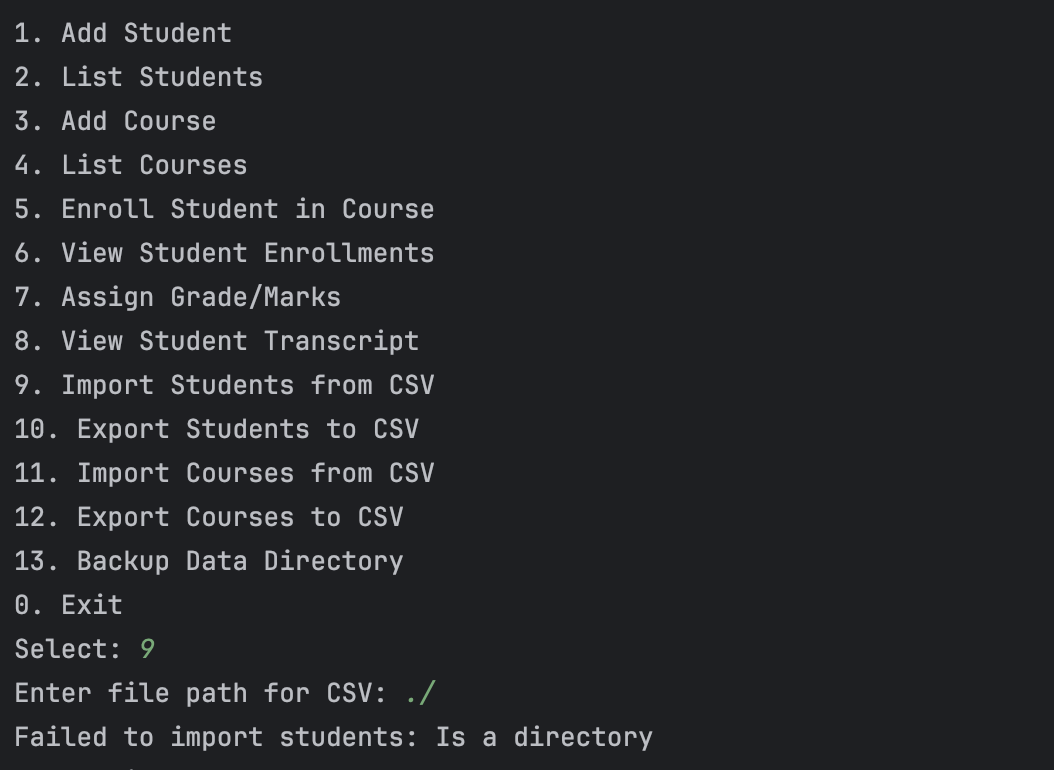 1. Add Student
2. List Students
3. Add Course
4. List Courses
5. Enroll Student in Course
6. View Student Enrollments
7. Assign Grade/Marks
8. View Student Transcript
9. Import Students from CSV
10. Export Students to CSV
11. Import Courses from CSV
12. Export Courses to CSV
13. Backup Data Directory
0. Exit
Select: 9
Enter file path for CSV: ./
Failed to import students: Is a directory